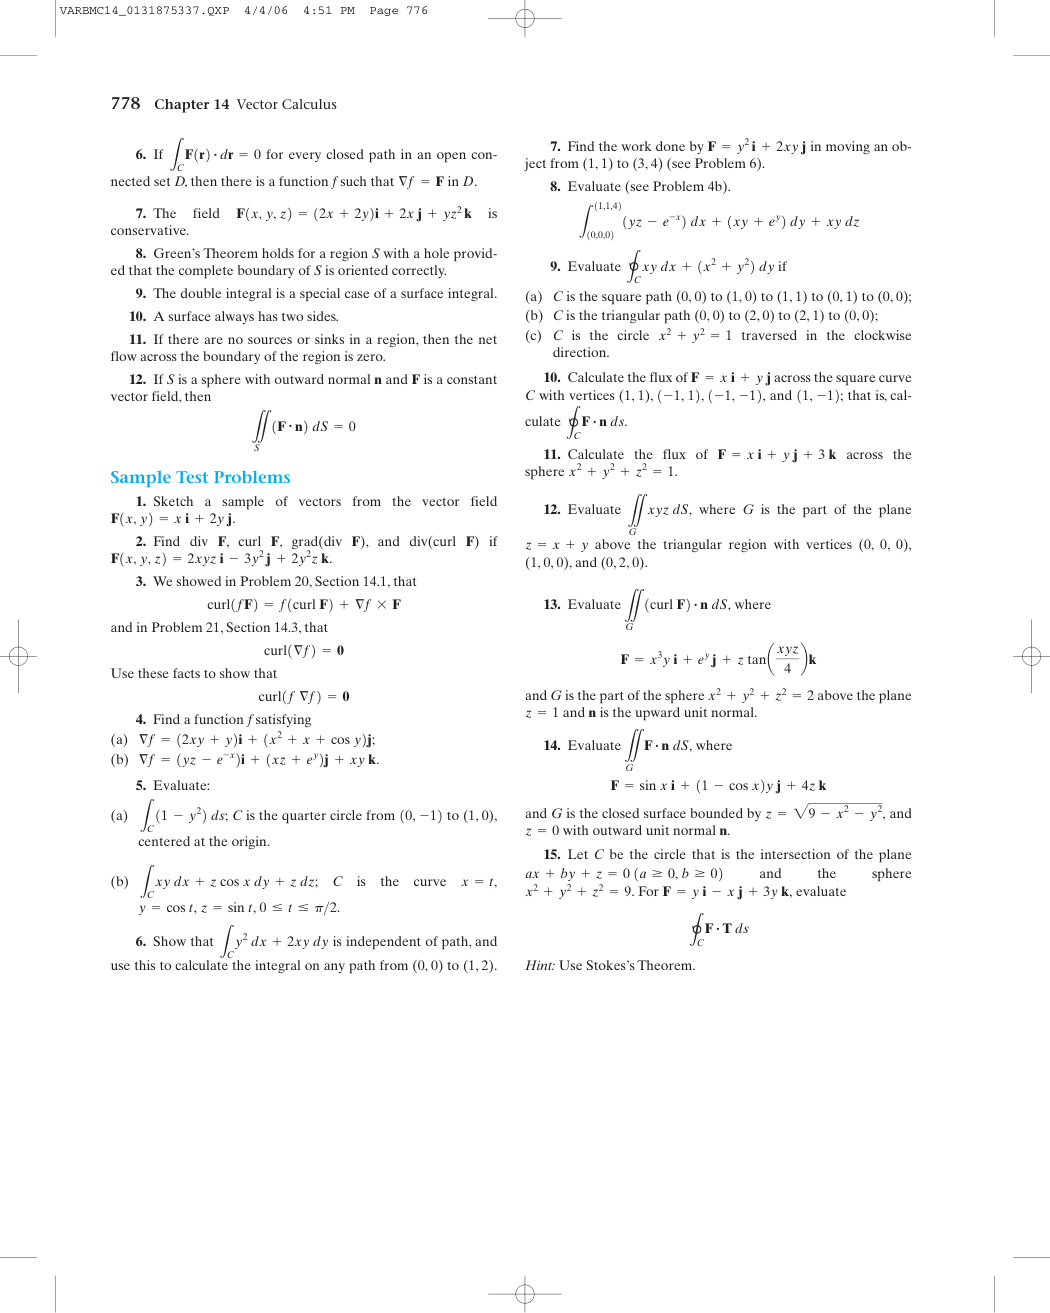 VARBMC14_0131875337.QXP 4/4/06 4:51 PM Page 776
778 Chapter 14 Vector Calculus
6. If ∫_C F(r) · dr = 0 for every closed path in an open con-
nected set D, then there is a function f such that ∇f = F in D.
7. The field F(x, y, z) = (2x + 2y)i + 2x j + yz² k is
conservative.
8. Green's Theorem holds for a region S with a hole provid-
ed that the complete boundary of S is oriented correctly.
9. The double integral is a special case of a surface integral.
10. A surface always has two sides.
11. If there are no sources or sinks in a region, then the net
flow across the boundary of the region is zero.
12. If S is a sphere with outward normal n and F is a constant
vector field, then
∬_S (F · n) dS = 0
Sample Test Problems
1. Sketch a sample of vectors from the vector field
F(x, y) = x i + 2y j.
2. Find div F, curl F, grad(div F), and div(curl F) if
F(x, y, z) = 2xyz i − 3y² j + 2y²z k.
3. We showed in Problem 20, Section 14.1, that
curl(fF) = f(curl F) + ∇f × F
and in Problem 21, Section 14.3, that
curl(∇f) = 0
Use these facts to show that
curl(f ∇f) = 0
4. Find a function f satisfying
(a) ∇f = (2xy + y)i + (x² + x + cos y)j;
(b) ∇f = (yz − e⁻ˣ)i + (xz + eʸ)j + xy k.
5. Evaluate:
(a) ∫_C (1 − y²) ds; C is the quarter circle from (0, −1) to (1, 0),
centered at the origin.
(b) ∫_C xy dx + z cos x dy + z dz; C is the curve x = t,
y = cos t, z = sin t, 0 ≤ t ≤ π/2.
6. Show that ∫_C y² dx + 2xy dy is independent of path, and
use this to calculate the integral on any path from (0, 0) to (1, 2).
7. Find the work done by F = y² i + 2xy j in moving an ob-
ject from (1, 1) to (3, 4) (see Problem 6).
8. Evaluate (see Problem 4b).
∫_(0,0,0)^(1,1,4) (yz − e⁻ˣ) dx + (xy + eʸ) dy + xy dz
9. Evaluate ∮_C xy dx + (x² + y²) dy if
(a) C is the square path (0, 0) to (1, 0) to (1, 1) to (0, 1) to (0, 0);
(b) C is the triangular path (0, 0) to (2, 0) to (2, 1) to (0, 0);
(c) C is the circle x² + y² = 1 traversed in the clockwise
direction.
10. Calculate the flux of F = x i + y j across the square curve
C with vertices (1, 1), (−1, 1), (−1, −1), and (1, −1); that is, cal-
culate ∮_C F · n ds.
11. Calculate the flux of F = x i + y j + 3 k across the
sphere x² + y² + z² = 1.
12. Evaluate ∬_G xyz dS, where G is the part of the plane
z = x + y above the triangular region with vertices (0, 0, 0),
(1, 0, 0), and (0, 2, 0).
13. Evaluate ∬_G (curl F) · n dS, where
F = x³y i + eʸ j + z tan(xyz/4)k
and G is the part of the sphere x² + y² + z² = 2 above the plane
z = 1 and n is the upward unit normal.
14. Evaluate ∬_G F · n dS, where
F = sin x i + (1 − cos x)y j + 4z k
and G is the closed surface bounded by z = √(9 − x² − y²), and
z = 0 with outward unit normal n.
15. Let C be the circle that is the intersection of the plane
ax + by + z = 0 (a ≥ 0, b ≥ 0) and the sphere
x² + y² + z² = 9. For F = y i − x j + 3y k, evaluate
∮_C F · T ds
Hint: Use Stokes's Theorem.